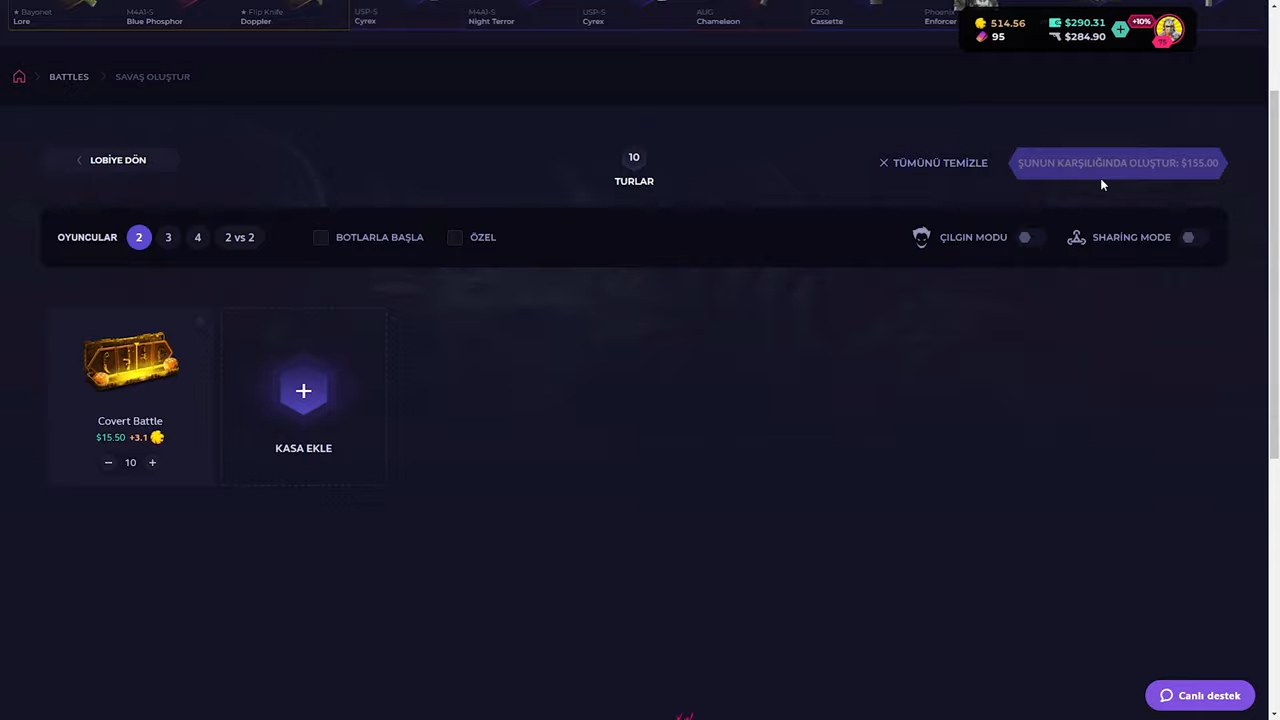 ★ Bayonet
Lore
M4A1-S
Blue Phosphor
★ Flip Knife
Doppler
USP-S
Cyrex
M4A1-S
Night Terror
USP-S
Cyrex
AUG
Chameleon
P250
Cassette
Phoenix
Enforcer
514.56
95
$290.31
$284.90
+10%
BATTLES
SAVAŞ OLUŞTUR
LOBİYE DÖN
10
TURLAR
TÜMÜNÜ TEMİZLE
ŞUNUN KARŞILIĞINDA OLUŞTUR: $155.00
OYUNCULAR 2 3 4 2 vs 2
BOTLARLA BAŞLA
ÖZEL
ÇILGIN MODU
SHARİNG MODE
Covert Battle
$15.50 +3.1
− 10 +
+
KASA EKLE
Canlı destek